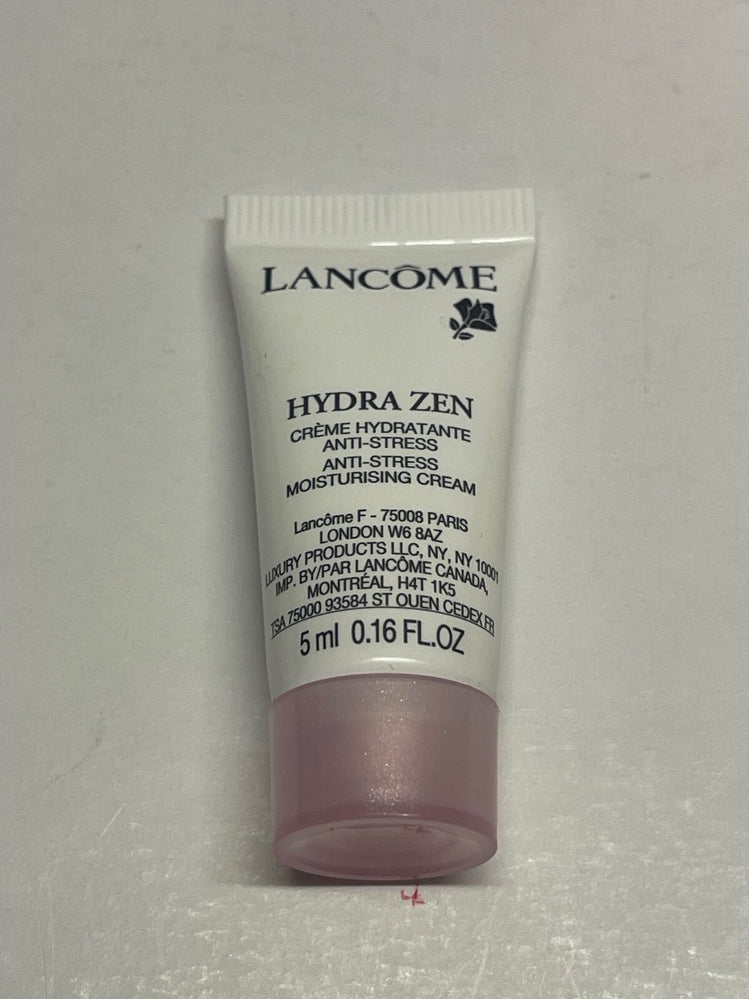 LANCÔME
HYDRA ZEN
CRÈME HYDRATANTE
ANTI-STRESS
ANTI-STRESS
MOISTURISING CREAM
Lancôme F - 75008 PARIS
LONDON W6 8AZ
LUXURY PRODUCTS LLC, NY, NY 10001
IMP. BY/PAR LANCÔME CANADA,
MONTRÉAL, H4T 1K5
TSA 75000 93584 ST OUEN CEDEX FR
5 ml 0.16 FL.OZ